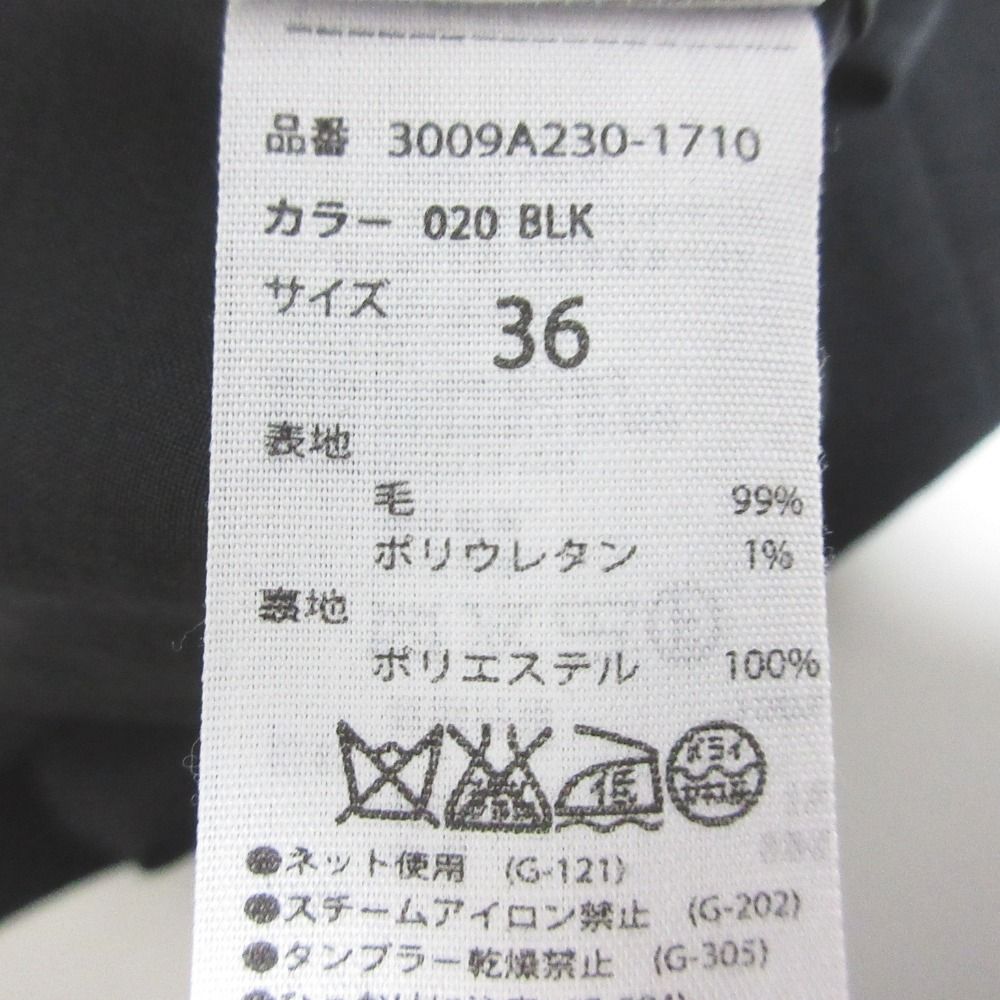 品番 3009A230-1710
カラー 020 BLK
サイズ 36
表地
毛 99%
ポリウレタン 1%
裏地
ポリエステル 100%
ドライ
●ネット使用 (G-121)
●スチームアイロン禁止 (G-202)
●タンブラー乾燥禁止 (G-305)